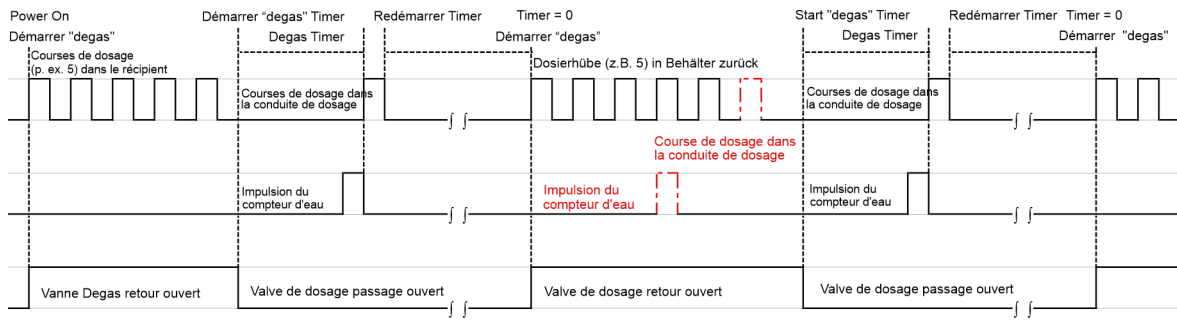 Power On
Démarrer “degas" Timer
Redémarrer Timer
Timer = 0
Start "degas" Timer
Redémarrer Timer
Timer = 0
Démarrer "degas"
Degas Timer
Démarrer “degas”
Degas Timer
Démarrer "degas"
Courses de dosage
(p. ex. 5) dans le récipient
Dosierhübe (z.B. 5) in Behälter zurück
Courses de dosage dans
la conduite de dosage
Courses de dosage dans
la conduite de dosage
Course de dosage dans
la conduite de dosage
Impulsion du
compteur d'eau
Impulsion du
compteur d'eau
Impulsion du
compteur d'eau
Vanne Degas retour ouvert
Valve de dosage passage ouvert
Valve de dosage retour ouvert
Valve de dosage passage ouvert